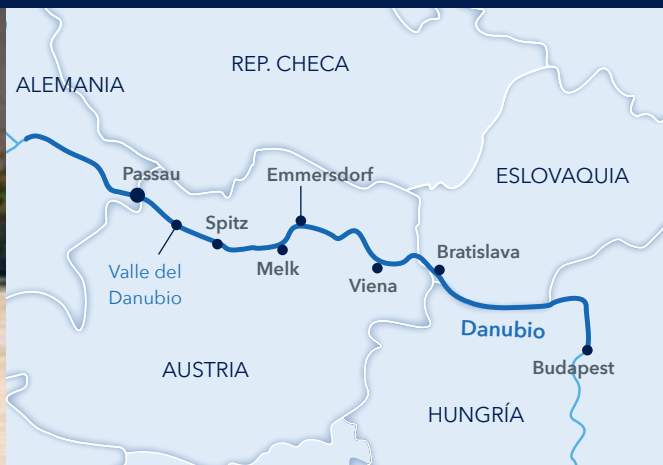 REP. CHECA
ALEMANIA
Passau
Emmersdorf
ESLOVAQUIA
Spitz
Bratislava
Melk
Valle del
Danubio
Viena
Danubio
AUSTRIA
Budapest
HUNGRÍA